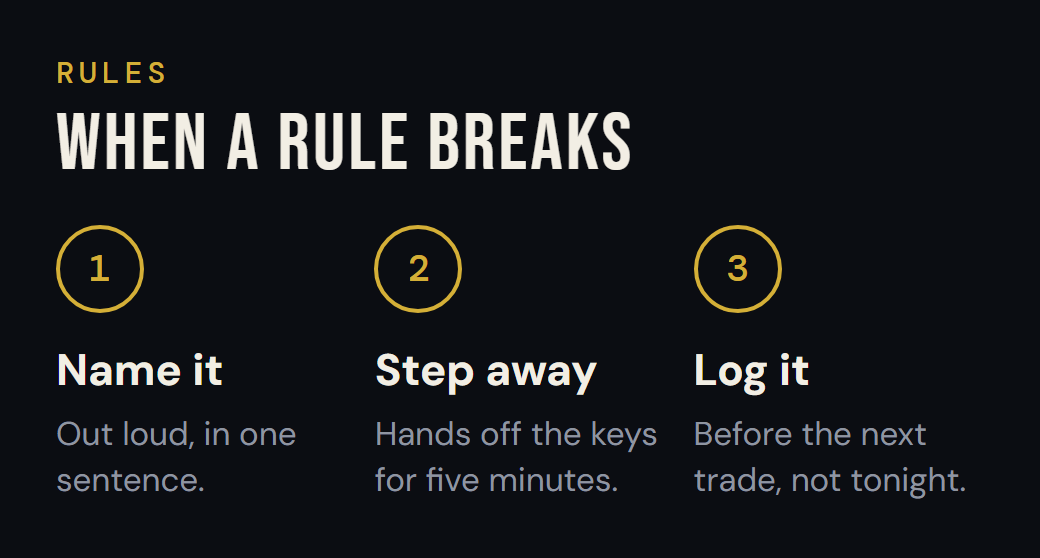 RULES
WHEN A RULE BREAKS
1
Name it
Out loud, in one
sentence.
2
Step away
Hands off the keys
for five minutes.
3
Log it
Before the next
trade, not tonight.